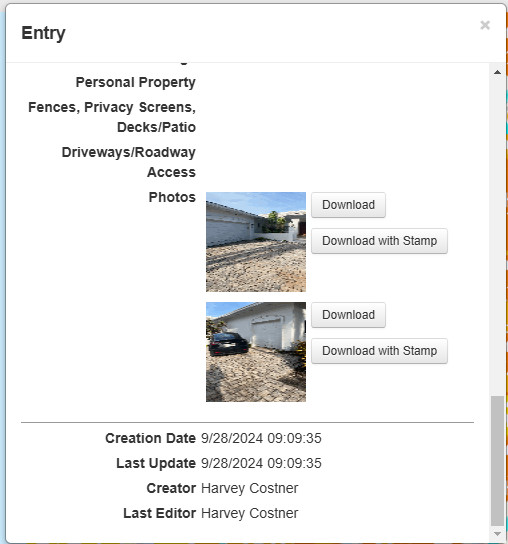 Entry
×
Personal Property
Fences, Privacy Screens,
Decks/Patio
Driveways/Roadway
Access
Photos
Download
Download with Stamp
Download
Download with Stamp
Creation Date 9/28/2024 09:09:35
Last Update 9/28/2024 09:09:35
Creator Harvey Costner
Last Editor Harvey Costner